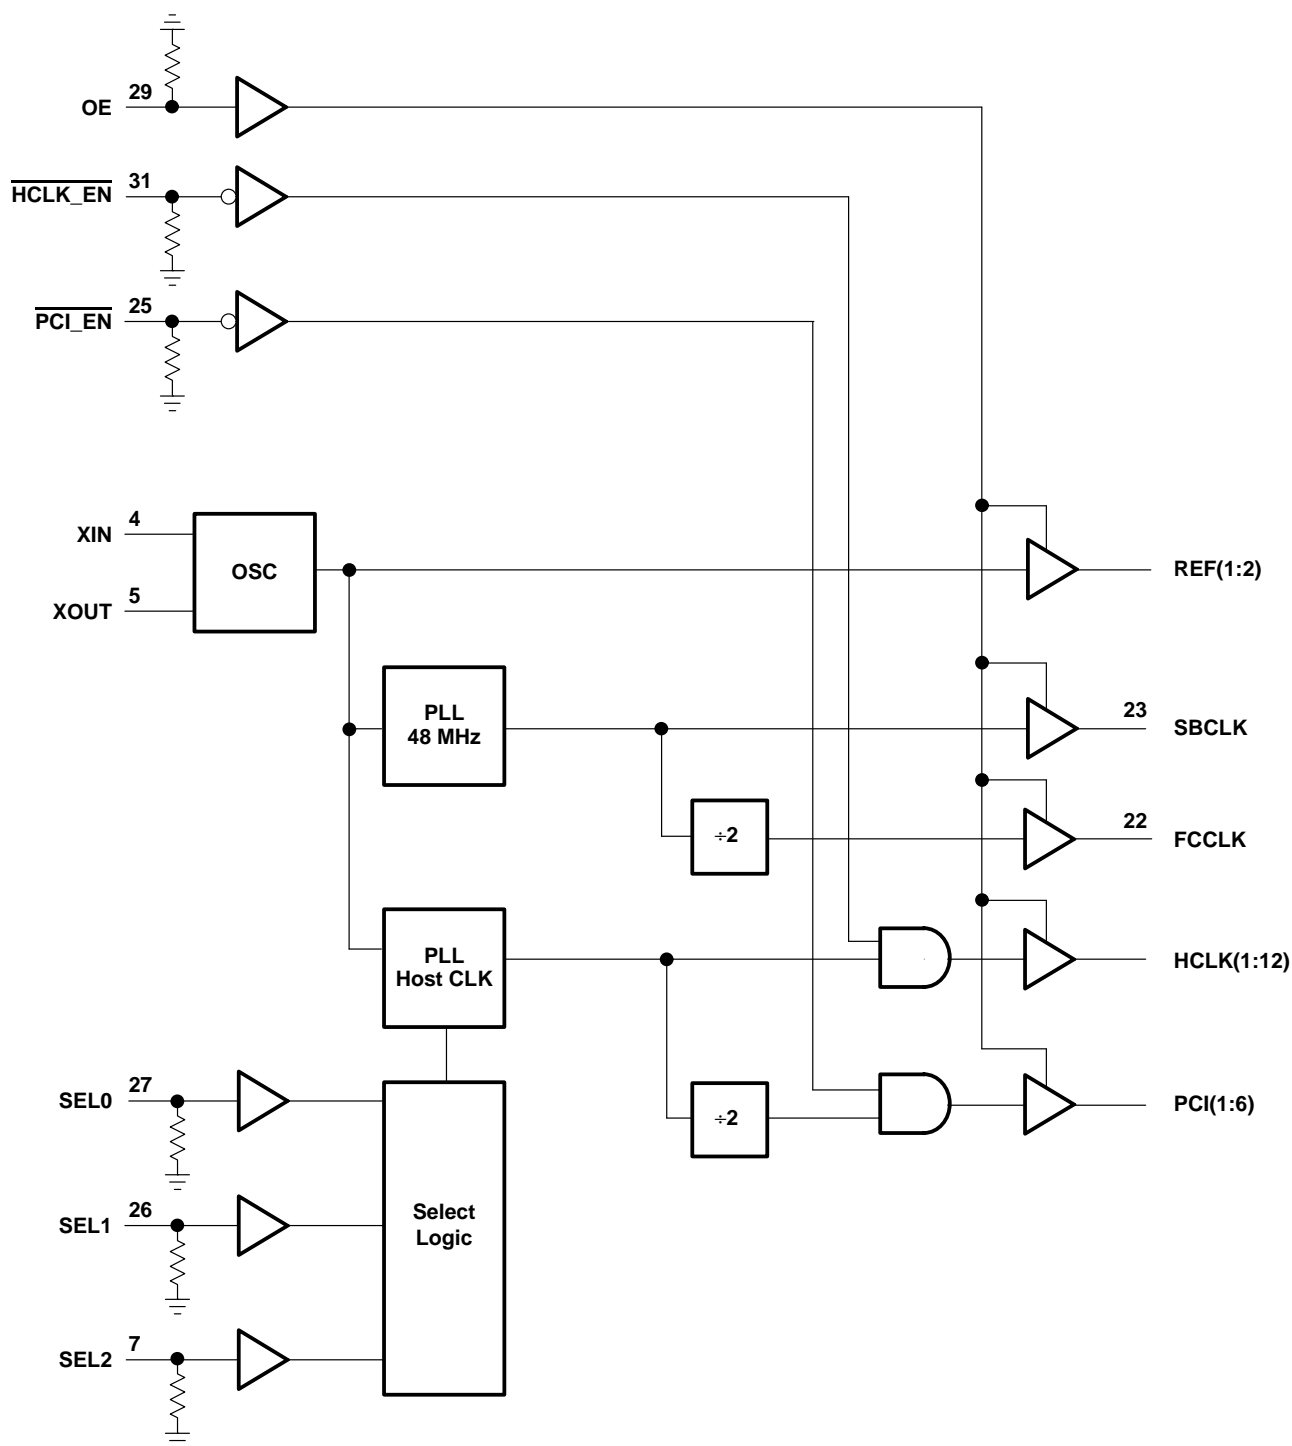 29
OE
31
HCLK_EN
25
PCI_EN
4
XIN
OSC
REF(1:2)
5
XOUT
PLL
48 MHz
23
SBCLK
÷2
22
FCCLK
PLL
Host CLK
HCLK(1:12)
27
SEL0
÷2
PCI(1:6)
26
SEL1
Select
Logic
7
SEL2